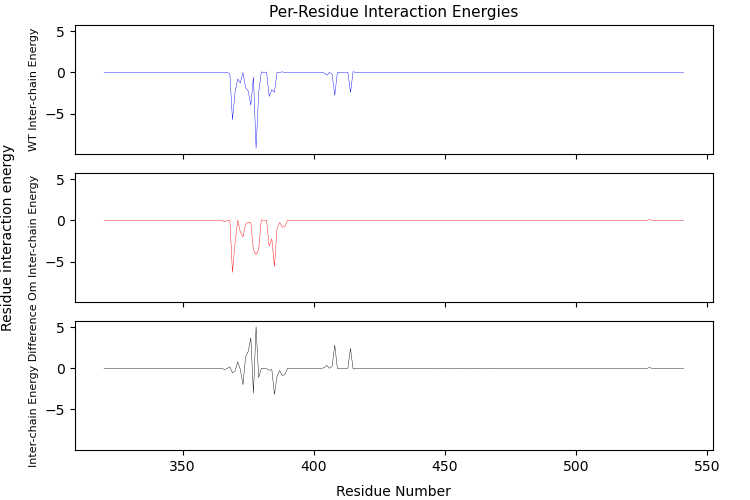 Per-Residue Interaction Energies
Residue interaction energy
WT Inter-chain Energy
5
0
−5
Om Inter-chain Energy
5
0
−5
Inter-chain Energy Difference
5
0
−5
350
400
450
500
550
Residue Number